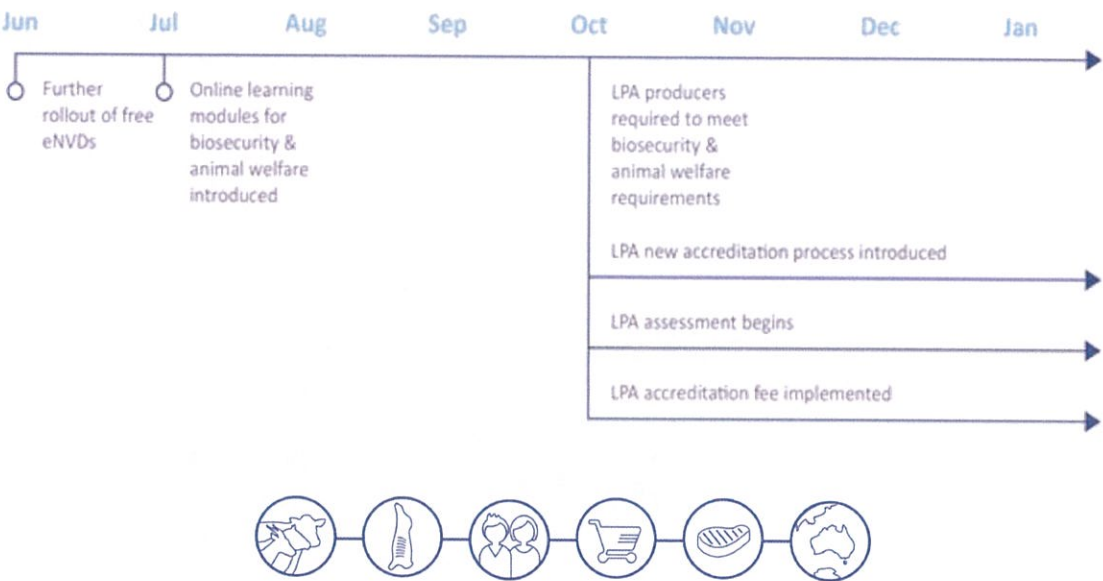 Jun Jul Aug Sep Oct Nov Dec Jan
Further
rollout of free
eNVDs
Online learning
modules for
biosecurity &
animal welfare
introduced
LPA producers
required to meet
biosecurity &
animal welfare
requirements
LPA new accreditation process introduced
LPA assessment begins
LPA accreditation fee implemented